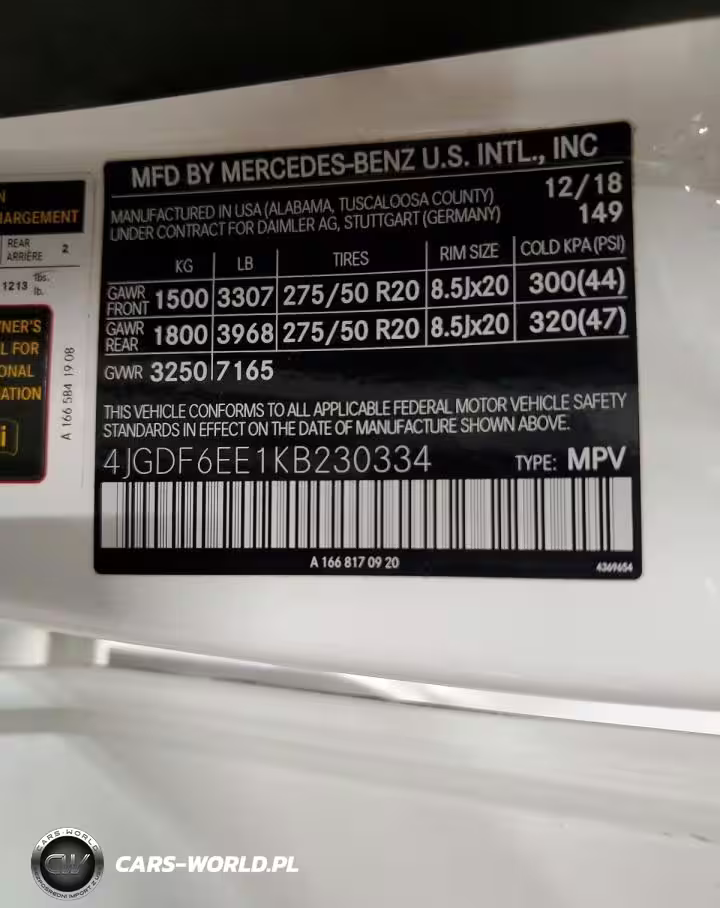 N
HARGEMENT
REAR
ARRIÈRE 2
1213 lbs.
lb.
NER'S
L FOR
ONAL
ATION
i
A 166 584 19 08
MFD BY MERCEDES-BENZ U.S. INTL., INC
MANUFACTURED IN USA (ALABAMA, TUSCALOOSA COUNTY) 12/18
UNDER CONTRACT FOR DAIMLER AG, STUTTGART (GERMANY) 149
KG LB TIRES RIM SIZE COLD KPA (PSI)
GAWR FRONT 1500 3307 275/50 R20 8.5Jx20 300(44)
GAWR REAR 1800 3968 275/50 R20 8.5Jx20 320(47)
GVWR 3250 7165
THIS VEHICLE CONFORMS TO ALL APPLICABLE FEDERAL MOTOR VEHICLE SAFETY
STANDARDS IN EFFECT ON THE DATE OF MANUFACTURE SHOWN ABOVE.
4JGDF6EE1KB230334 TYPE: MPV
A 166 817 09 20 4369654
CARS-WORLD
CW
CARS-WORLD.PL